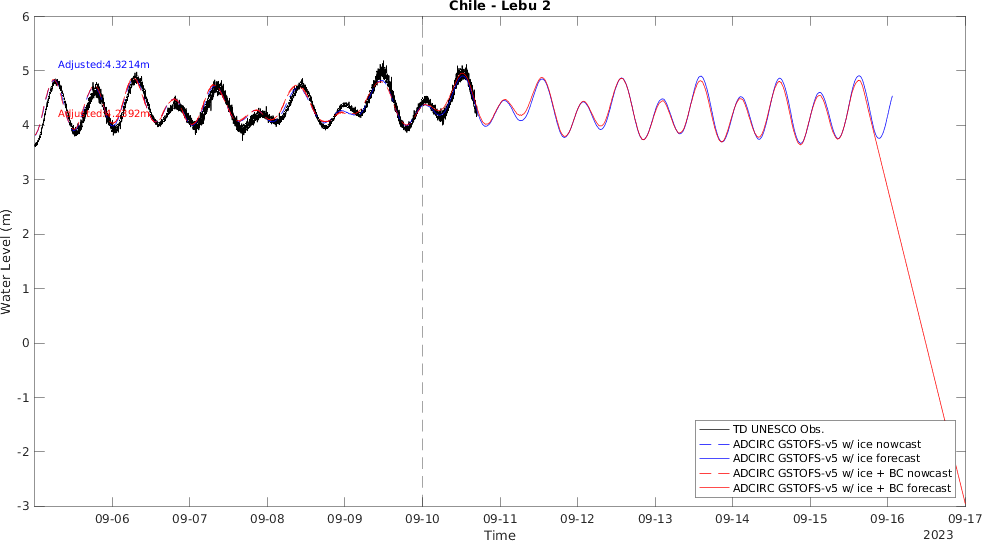 Chile - Lebu 2
6
5
4
3
2
1
0
-1
-2
-3
Water Level (m)
Adjusted:4.3214m
TD UNESCO Obs.
ADCIRC GSTOFS-v5 w/ ice nowcast
ADCIRC GSTOFS-v5 w/ ice forecast
ADCIRC GSTOFS-v5 w/ ice + BC nowcast
ADCIRC GSTOFS-v5 w/ ice + BC forecast
09-06 09-07 09-08 09-09 09-10 09-11 09-12 09-13 09-14 09-15 09-16 09-17
Time
2023